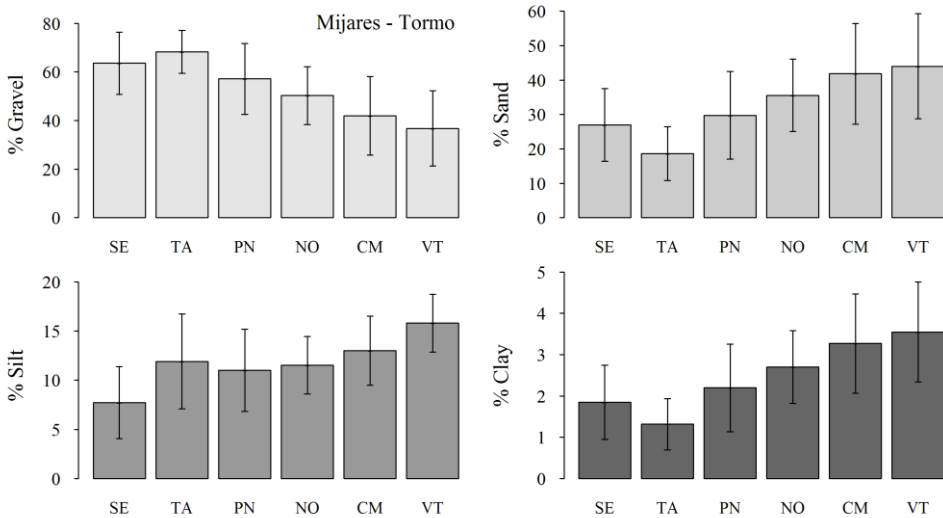 Mijares - Tormo
% Gravel
80
60
40
20
0
SE TA PN NO CM VT
% Sand
60
50
40
30
20
10
0
SE TA PN NO CM VT
% Silt
20
15
10
5
0
SE TA PN NO CM VT
% Clay
5
4
3
2
1
0
SE TA PN NO CM VT